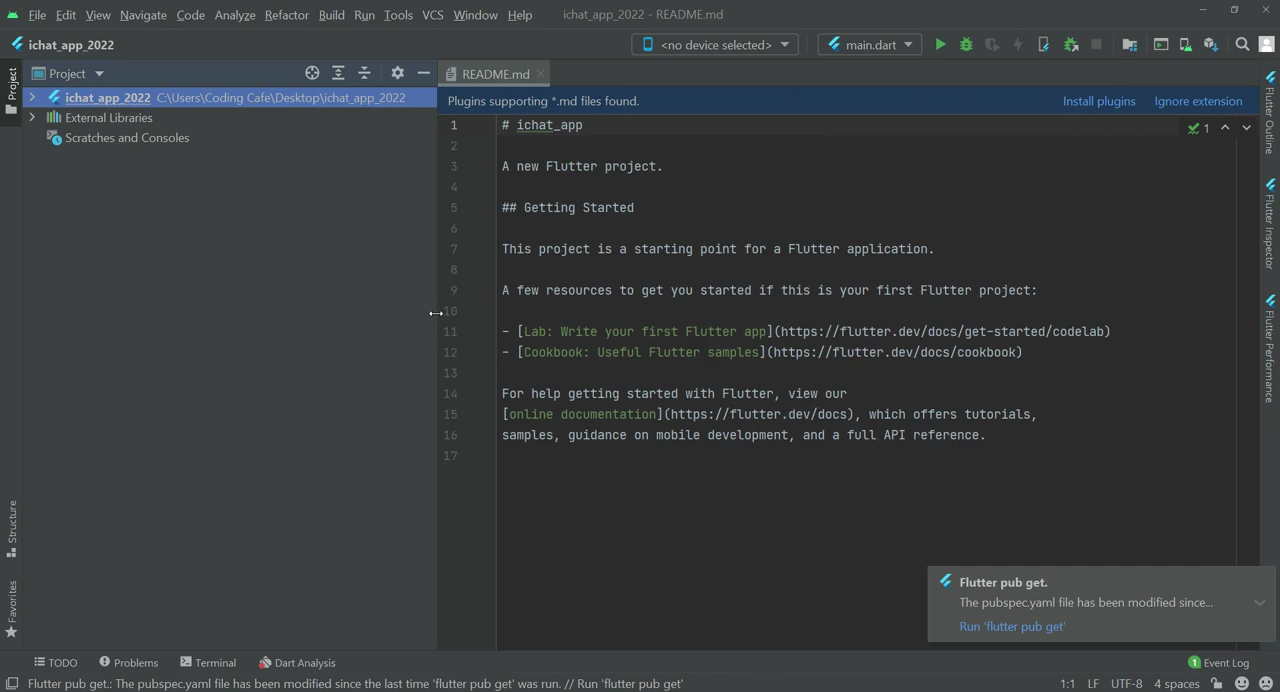 File Edit View Navigate Code Analyze Refactor Build Run Tools VCS Window Help ichat_app_2022 - README.md
ichat_app_2022
<no device selected>
main.dart
Project
Project
README.md
ichat_app_2022 C:\Users\Coding Cafe\Desktop\ichat_app_2022
External Libraries
Scratches and Consoles
Plugins supporting *.md files found.
Install plugins
Ignore extension
1 # ichat_app
1
2
3 A new Flutter project.
4
5 ## Getting Started
6
7 This project is a starting point for a Flutter application.
8
9 A few resources to get you started if this is your first Flutter project:
10
11 - [Lab: Write your first Flutter app](https://flutter.dev/docs/get-started/codelab)
12 - [Cookbook: Useful Flutter samples](https://flutter.dev/docs/cookbook)
13
14 For help getting started with Flutter, view our
15 [online documentation](https://flutter.dev/docs), which offers tutorials,
16 samples, guidance on mobile development, and a full API reference.
17
Flutter Outline
Flutter Inspector
Flutter Performance
Structure
Favorites
Flutter pub get.
The pubspec.yaml file has been modified since...
Run 'flutter pub get'
TODO
Problems
Terminal
Dart Analysis
1 Event Log
Flutter pub get.: The pubspec.yaml file has been modified since the last time 'flutter pub get' was run. // Run 'flutter pub get'
1:1 LF UTF-8 4 spaces